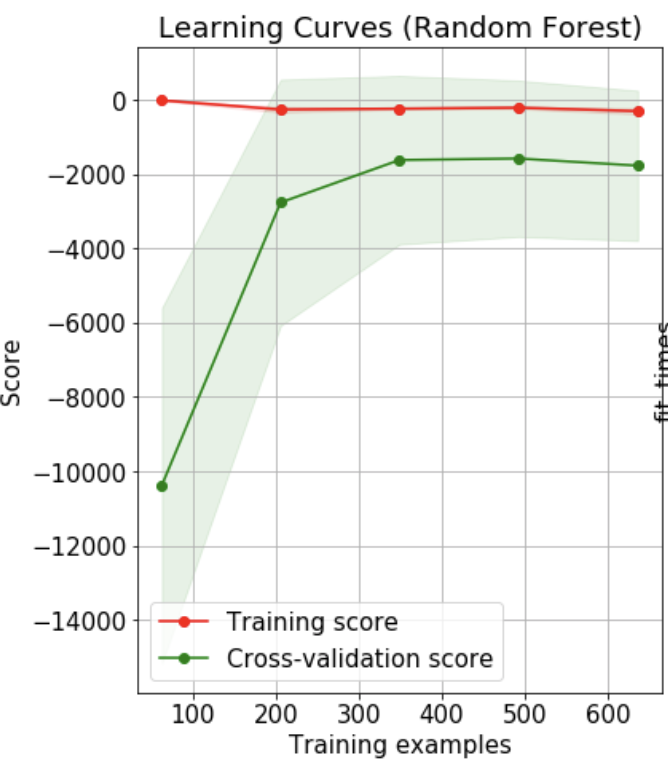 Learning Curves (Random Forest)
Score
0
−2000
−4000
−6000
−8000
−10000
−12000
−14000
Training score
Cross-validation score
100 200 300 400 500 600
Training examples
fit_times